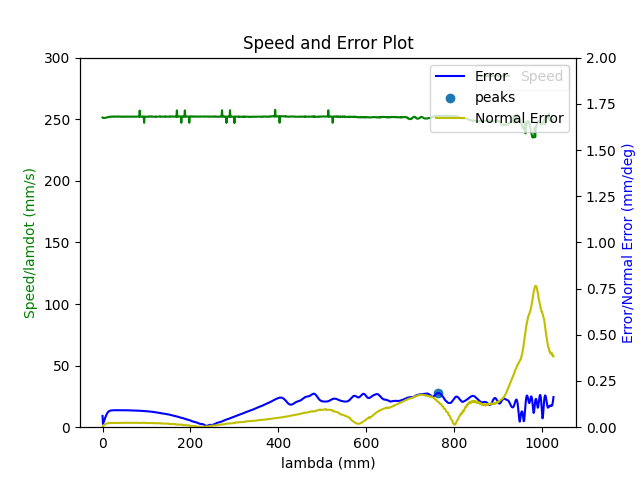 Speed and Error Plot
300
250
200
150
100
50
0
Speed/lamdot (mm/s)
0
200
400
600
800
1000
lambda (mm)
2.00
1.75
1.50
1.25
1.00
0.75
0.50
0.25
0.00
Error/Normal Error (mm/deg)
Error
Speed
peaks
Normal Error